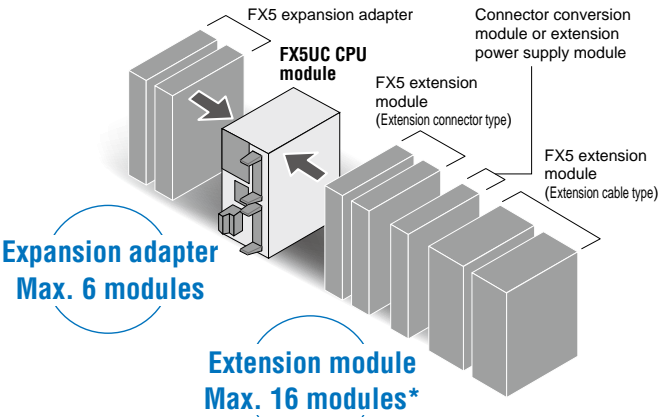 FX5 expansion adapter
FX5UC CPU
module
Connector conversion
module or extension
power supply module
FX5 extension
module
(Extension connector type)
FX5 extension
module
(Extension cable type)
Expansion adapter
Max. 6 modules
Extension module
Max. 16 modules*